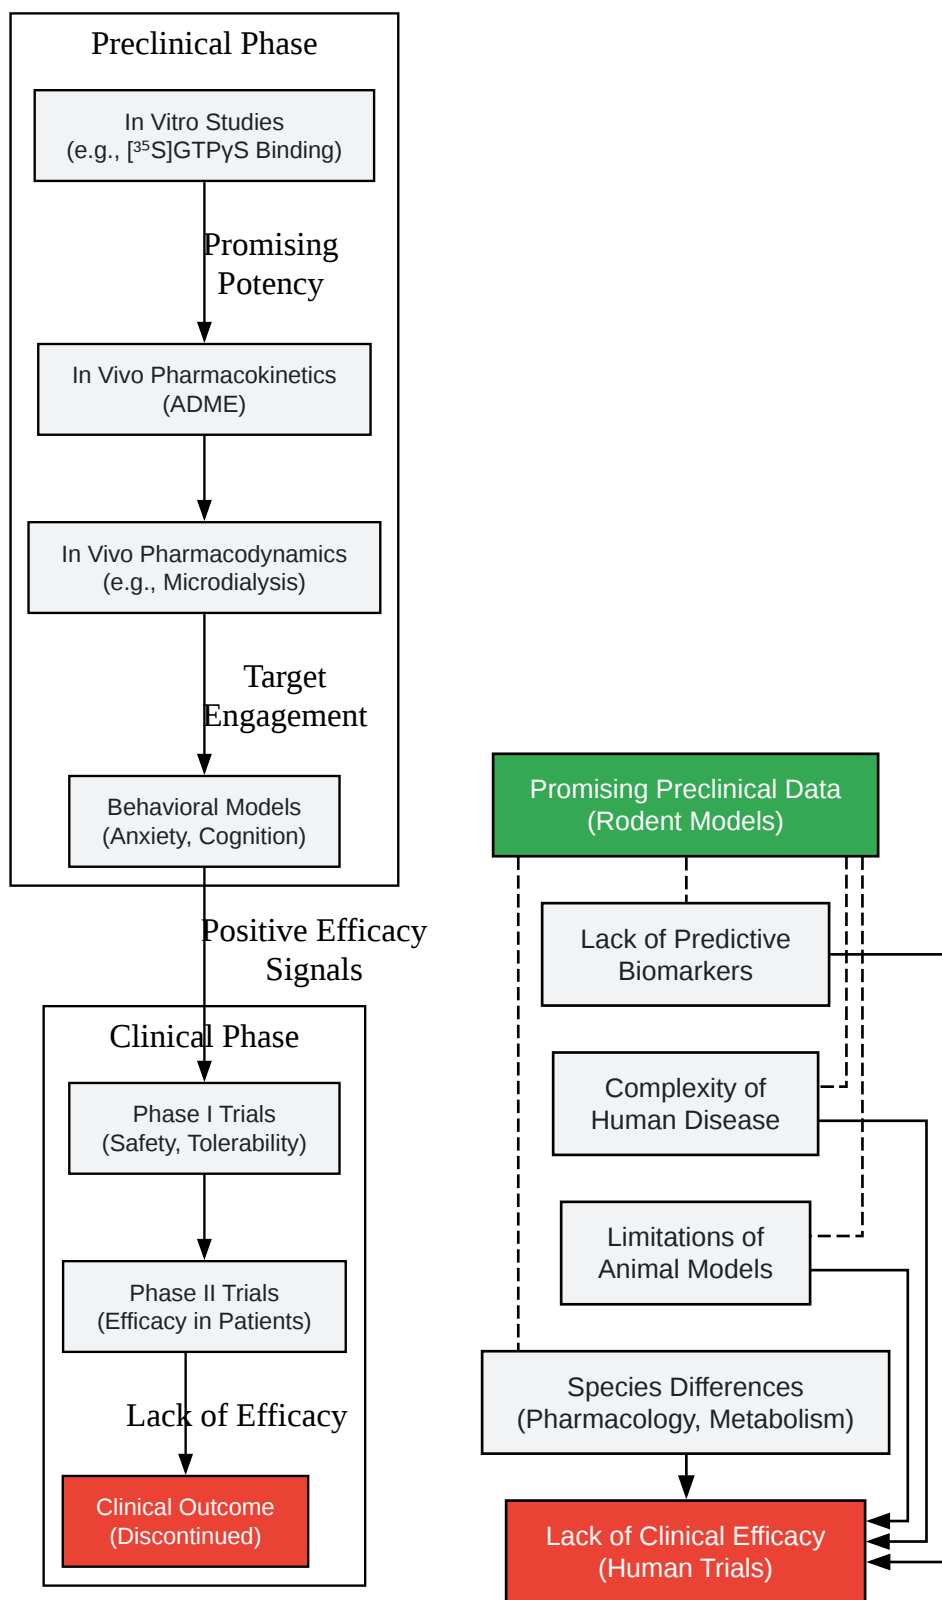 Preclinical Phase
In Vitro Studies
(e.g., [³⁵S]GTPγS Binding)
Promising
Potency
In Vivo Pharmacokinetics
(ADME)
In Vivo Pharmacodynamics
(e.g., Microdialysis)
Target
Engagement
Behavioral Models
(Anxiety, Cognition)
Positive Efficacy
Signals
Clinical Phase
Phase I Trials
(Safety, Tolerability)
Phase II Trials
(Efficacy in Patients)
Lack of Efficacy
Clinical Outcome
(Discontinued)
Promising Preclinical Data
(Rodent Models)
Lack of Predictive
Biomarkers
Complexity of
Human Disease
Limitations of
Animal Models
Species Differences
(Pharmacology, Metabolism)
Lack of Clinical Efficacy
(Human Trials)